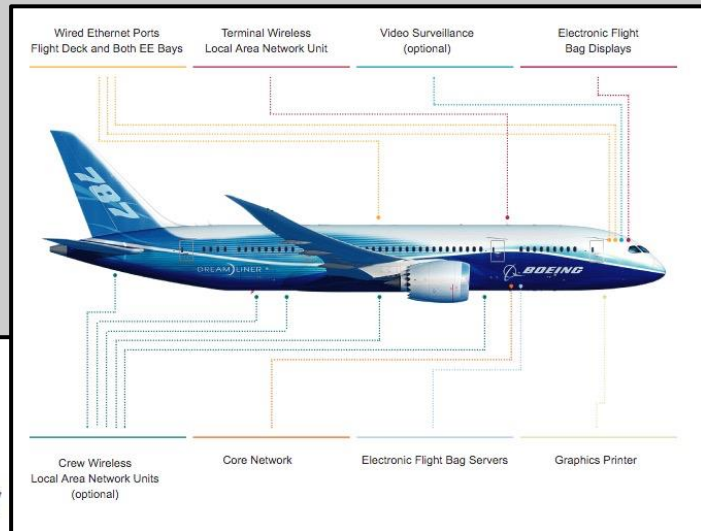 Wired Ethernet Ports
Flight Deck and Both EE Bays
Terminal Wireless
Local Area Network Unit
Video Surveillance
(optional)
Electronic Flight
Bag Displays
787
DREAMLINER
BOEING
Crew Wireless
Local Area Network Units
(optional)
Core Network
Electronic Flight Bag Servers
Graphics Printer